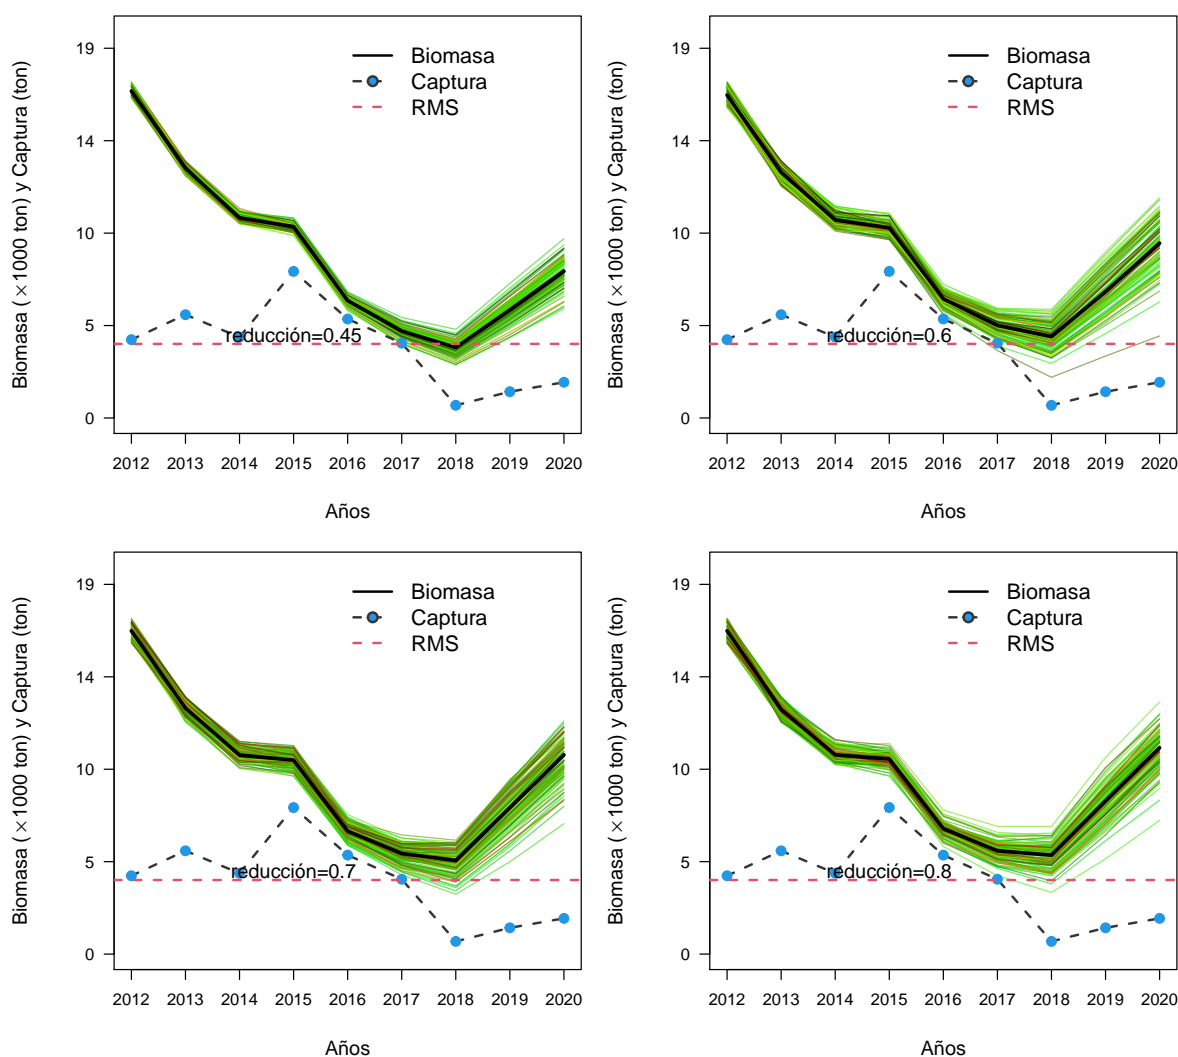 Biomasa ( ×1000 ton) y Captura (ton)
19
14
10
5
0
Biomasa
Captura
RMS
reducción=0.45
2012 2013 2014 2015 2016 2017 2018 2019 2020
Años
Biomasa ( ×1000 ton) y Captura (ton)
19
14
10
5
0
Biomasa
Captura
RMS
reducción=0.6
2012 2013 2014 2015 2016 2017 2018 2019 2020
Años
Biomasa ( ×1000 ton) y Captura (ton)
19
14
10
5
0
Biomasa
Captura
RMS
reducción=0.7
2012 2013 2014 2015 2016 2017 2018 2019 2020
Años
Biomasa ( ×1000 ton) y Captura (ton)
19
14
10
5
0
Biomasa
Captura
RMS
reducción=0.8
2012 2013 2014 2015 2016 2017 2018 2019 2020
Años